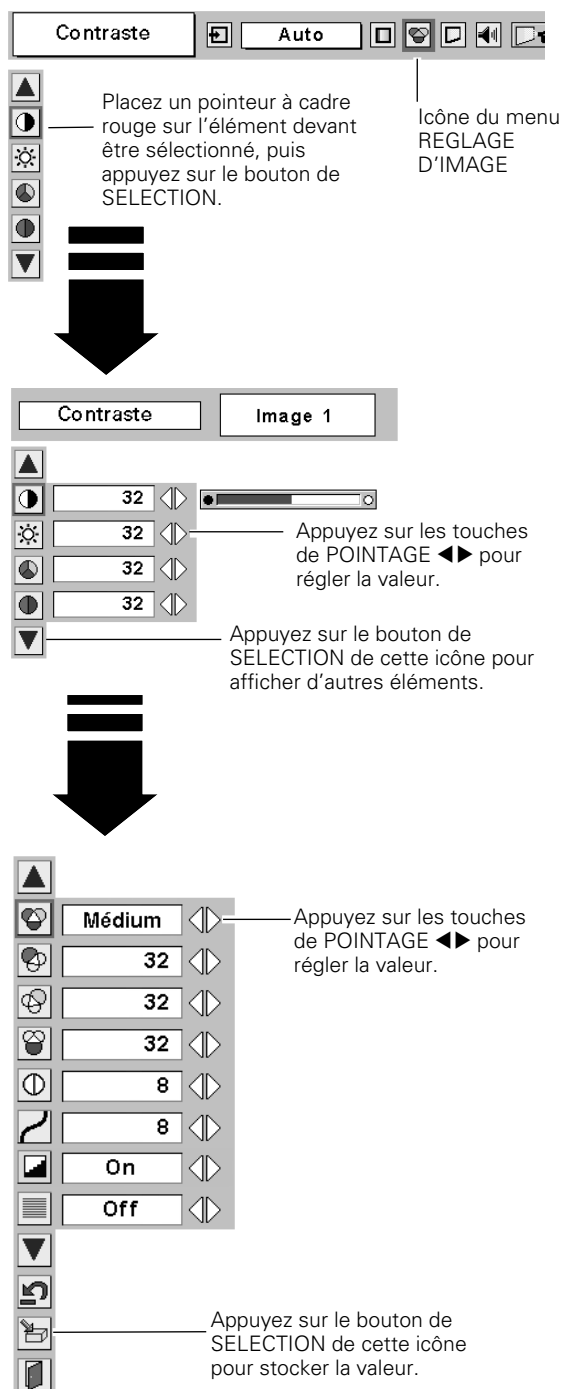 Contraste
Auto
Placez un pointeur à cadre
rouge sur l’élément devant
être sélectionné, puis
appuyez sur le bouton de
SELECTION.
Icône du menu
REGLAGE
D’IMAGE
Contraste
Image 1
32
32
32
32
Appuyez sur les touches
de POINTAGE ◀▶ pour
régler la valeur.
Appuyez sur le bouton de
SELECTION de cette icône pour
afficher d’autres éléments.
Médium
32
32
32
8
8
On
Off
Appuyez sur les touches
de POINTAGE ◀▶ pour
régler la valeur.
Appuyez sur le bouton de
SELECTION de cette icône
pour stocker la valeur.